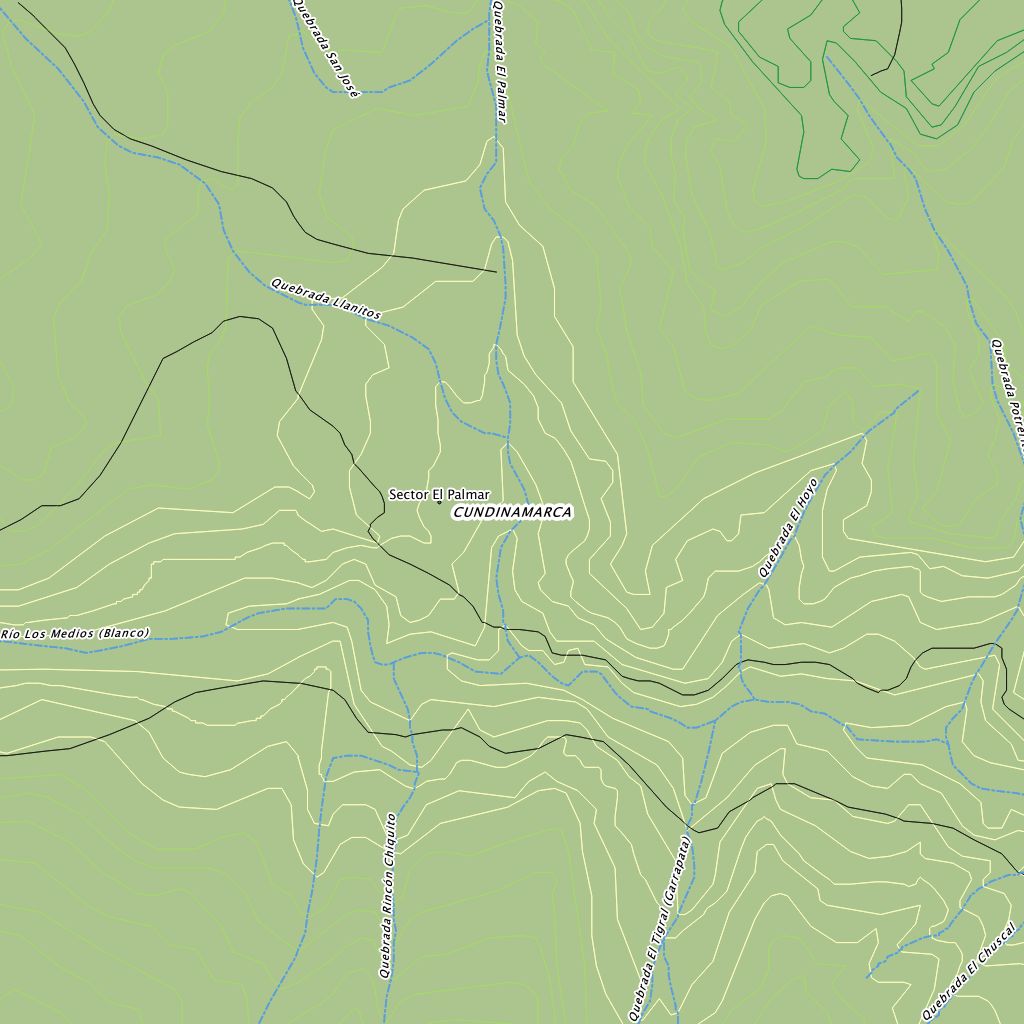 Quebrada San José
Quebrada El Palmar
Quebrada Llanitos
Sector El Palmar
CUNDINAMARCA
Quebrada El Hoyo
Río Los Medios (Blanco)
Quebrada Rincón Chiquito
Quebrada El Tigral (Garrapata)
Quebrada El Chuscal